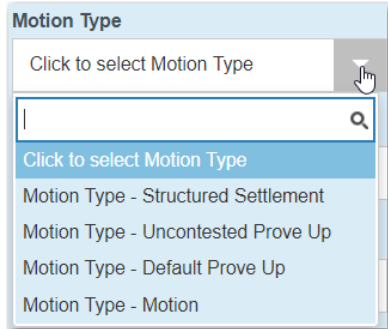 Motion Type
Click to select Motion Type
Click to select Motion Type
Motion Type - Structured Settlement
Motion Type - Uncontested Prove Up
Motion Type - Default Prove Up
Motion Type - Motion